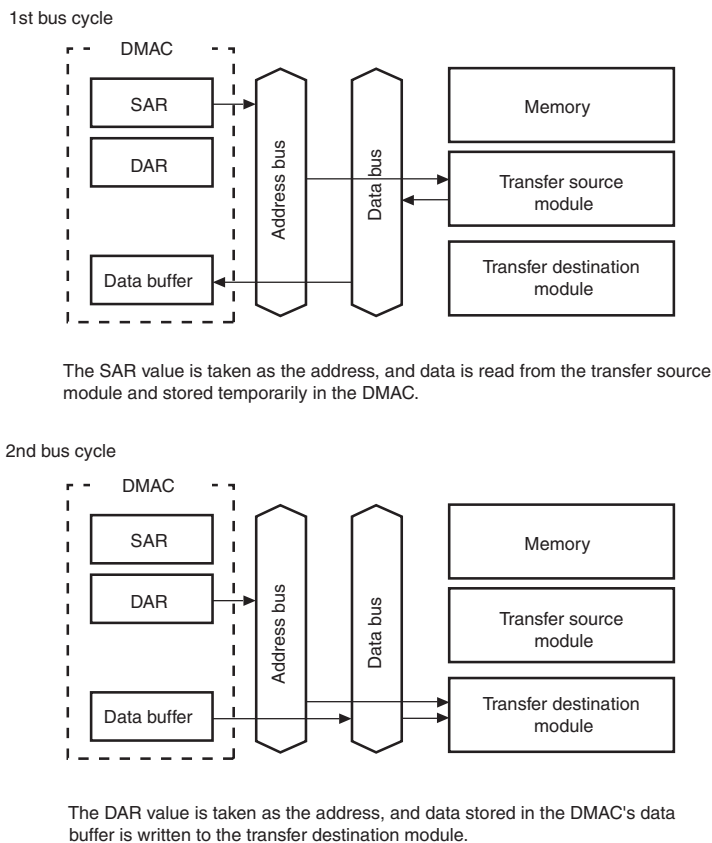 1st bus cycle
DMAC
SAR
DAR
Data buffer
Address bus
Data bus
Memory
Transfer source
module
Transfer destination
module
The SAR value is taken as the address, and data is read from the transfer source
module and stored temporarily in the DMAC.
2nd bus cycle
DMAC
SAR
DAR
Data buffer
Address bus
Data bus
Memory
Transfer source
module
Transfer destination
module
The DAR value is taken as the address, and data stored in the DMAC's data
buffer is written to the transfer destination module.